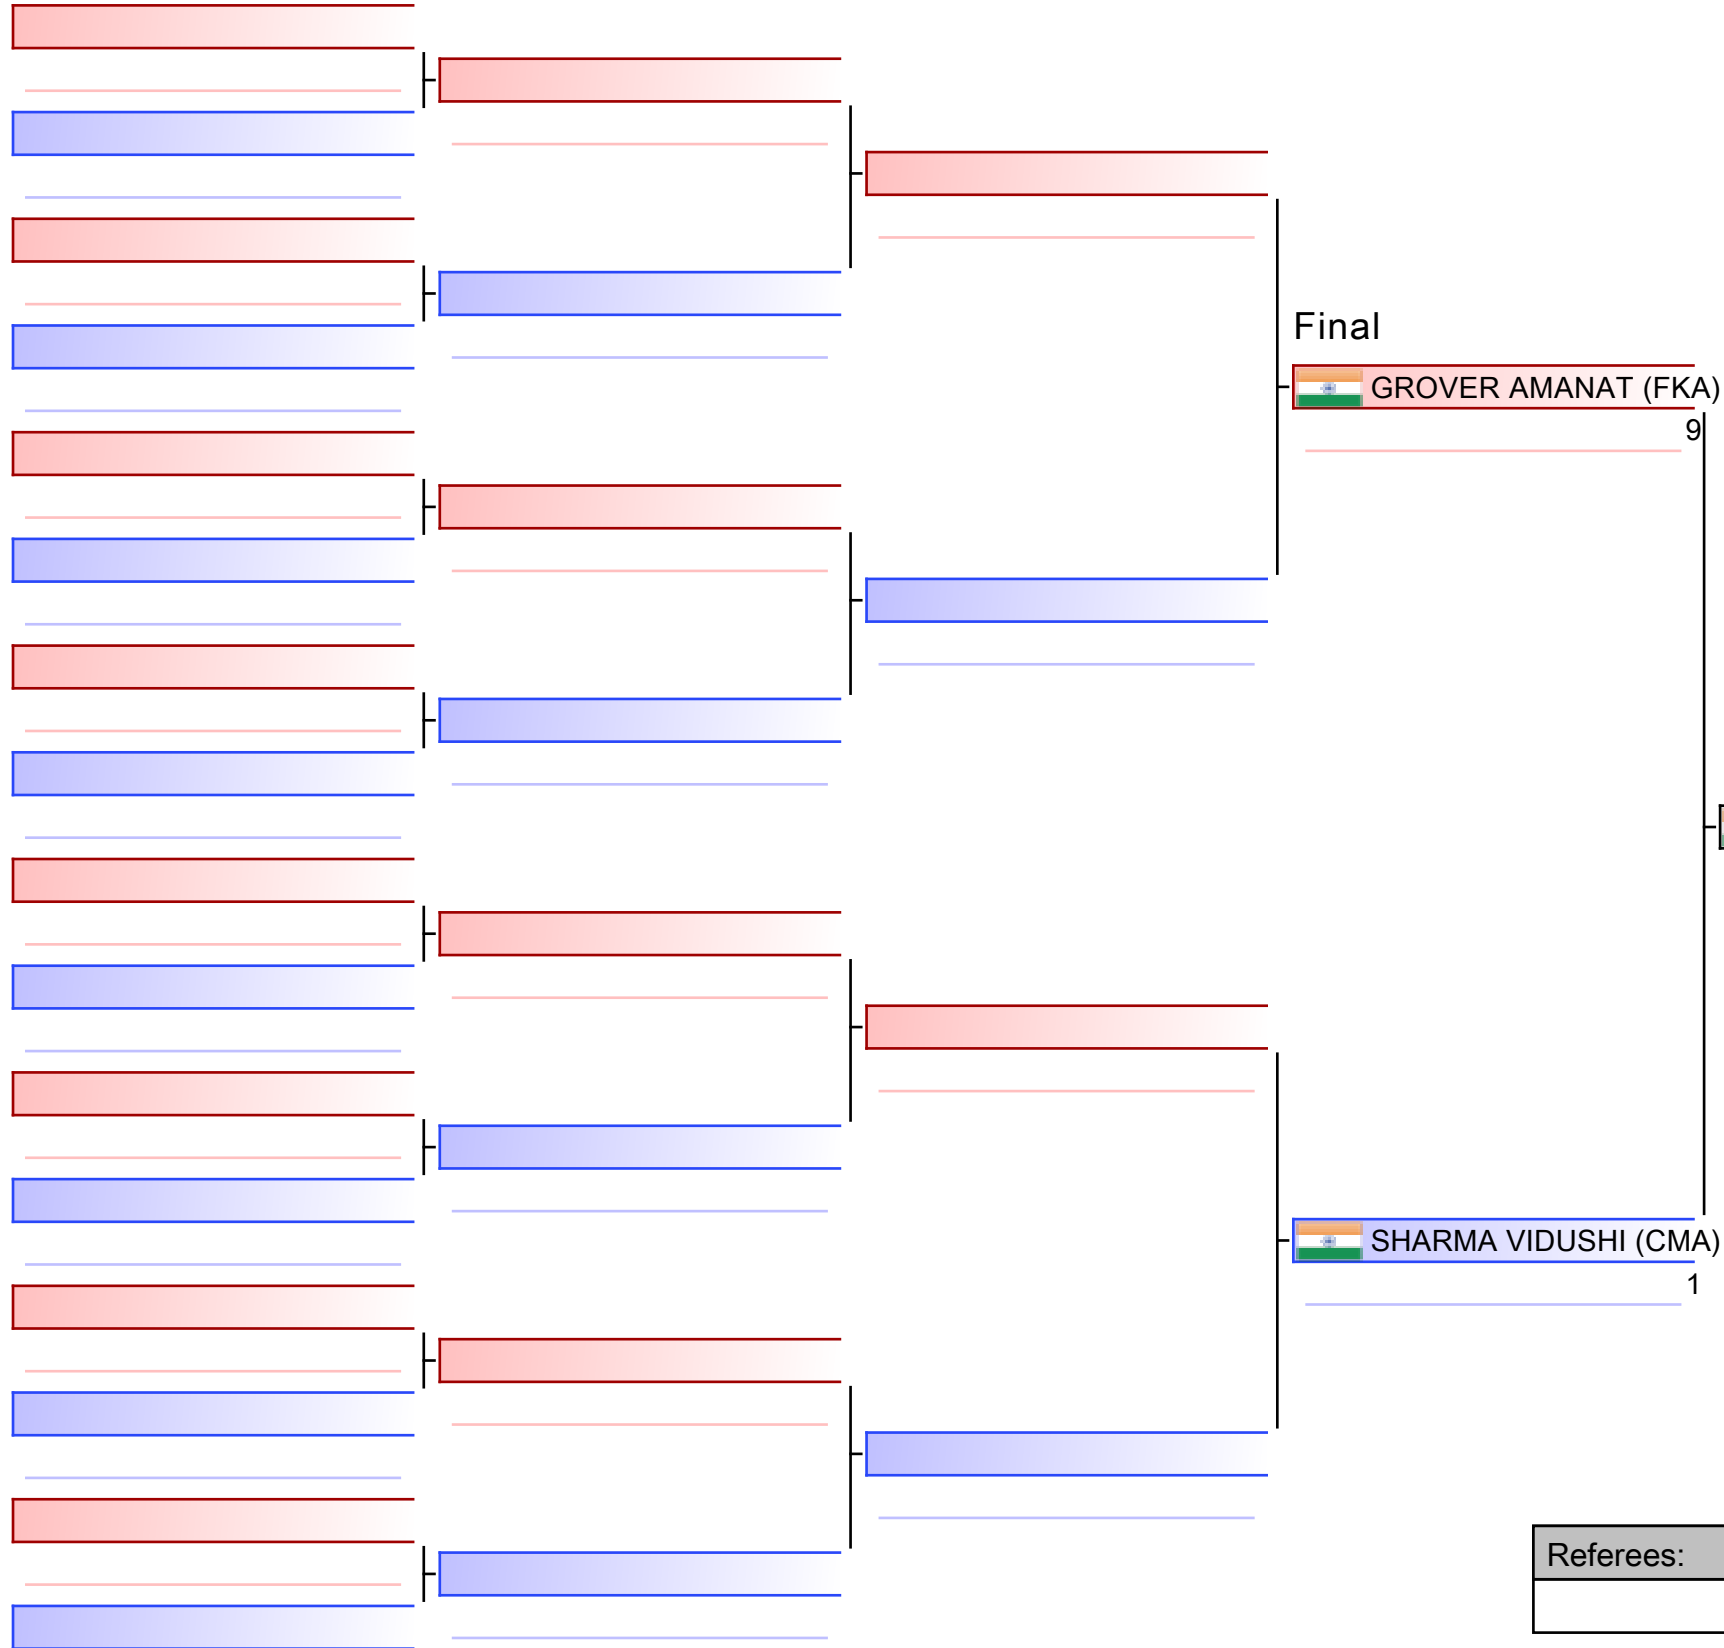 Final
GROVER AMANAT (FKA)
9
SHARMA VIDUSHI (CMA)
1
Referees: